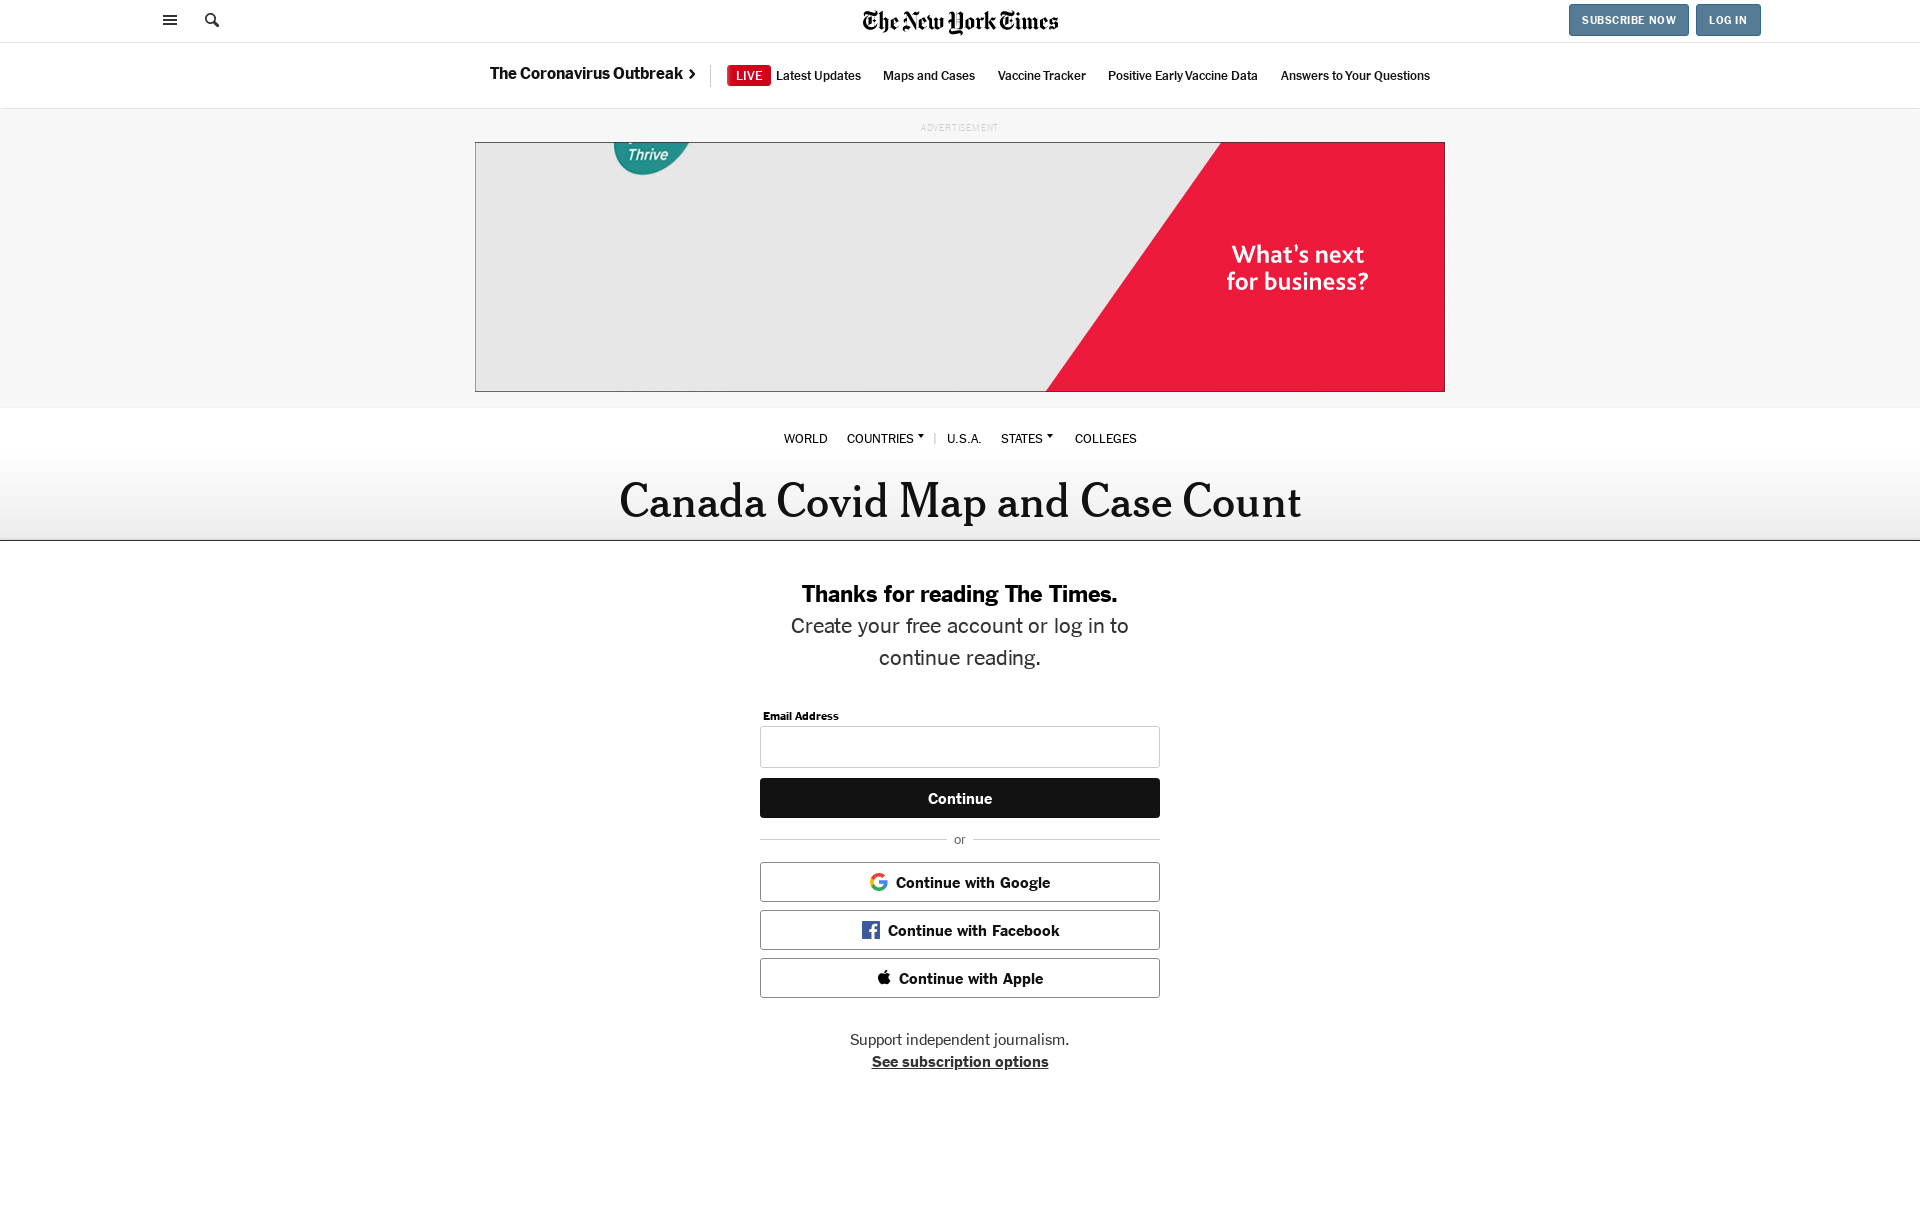 The New York Times
SUBSCRIBE NOW
LOG IN
The Coronavirus Outbreak
LIVE Latest Updates
Maps and Cases
Vaccine Tracker
Positive Early Vaccine Data
Answers to Your Questions
ADVERTISEMENT
Thrive
What's next
for business?
WORLD
COUNTRIES
U.S.A.
STATES
COLLEGES
Canada Covid Map and Case Count
Thanks for reading The Times.
Create your free account or log in to
continue reading.
Email Address
Continue
or
Continue with Google
Continue with Facebook
Continue with Apple
Support independent journalism.
See subscription options